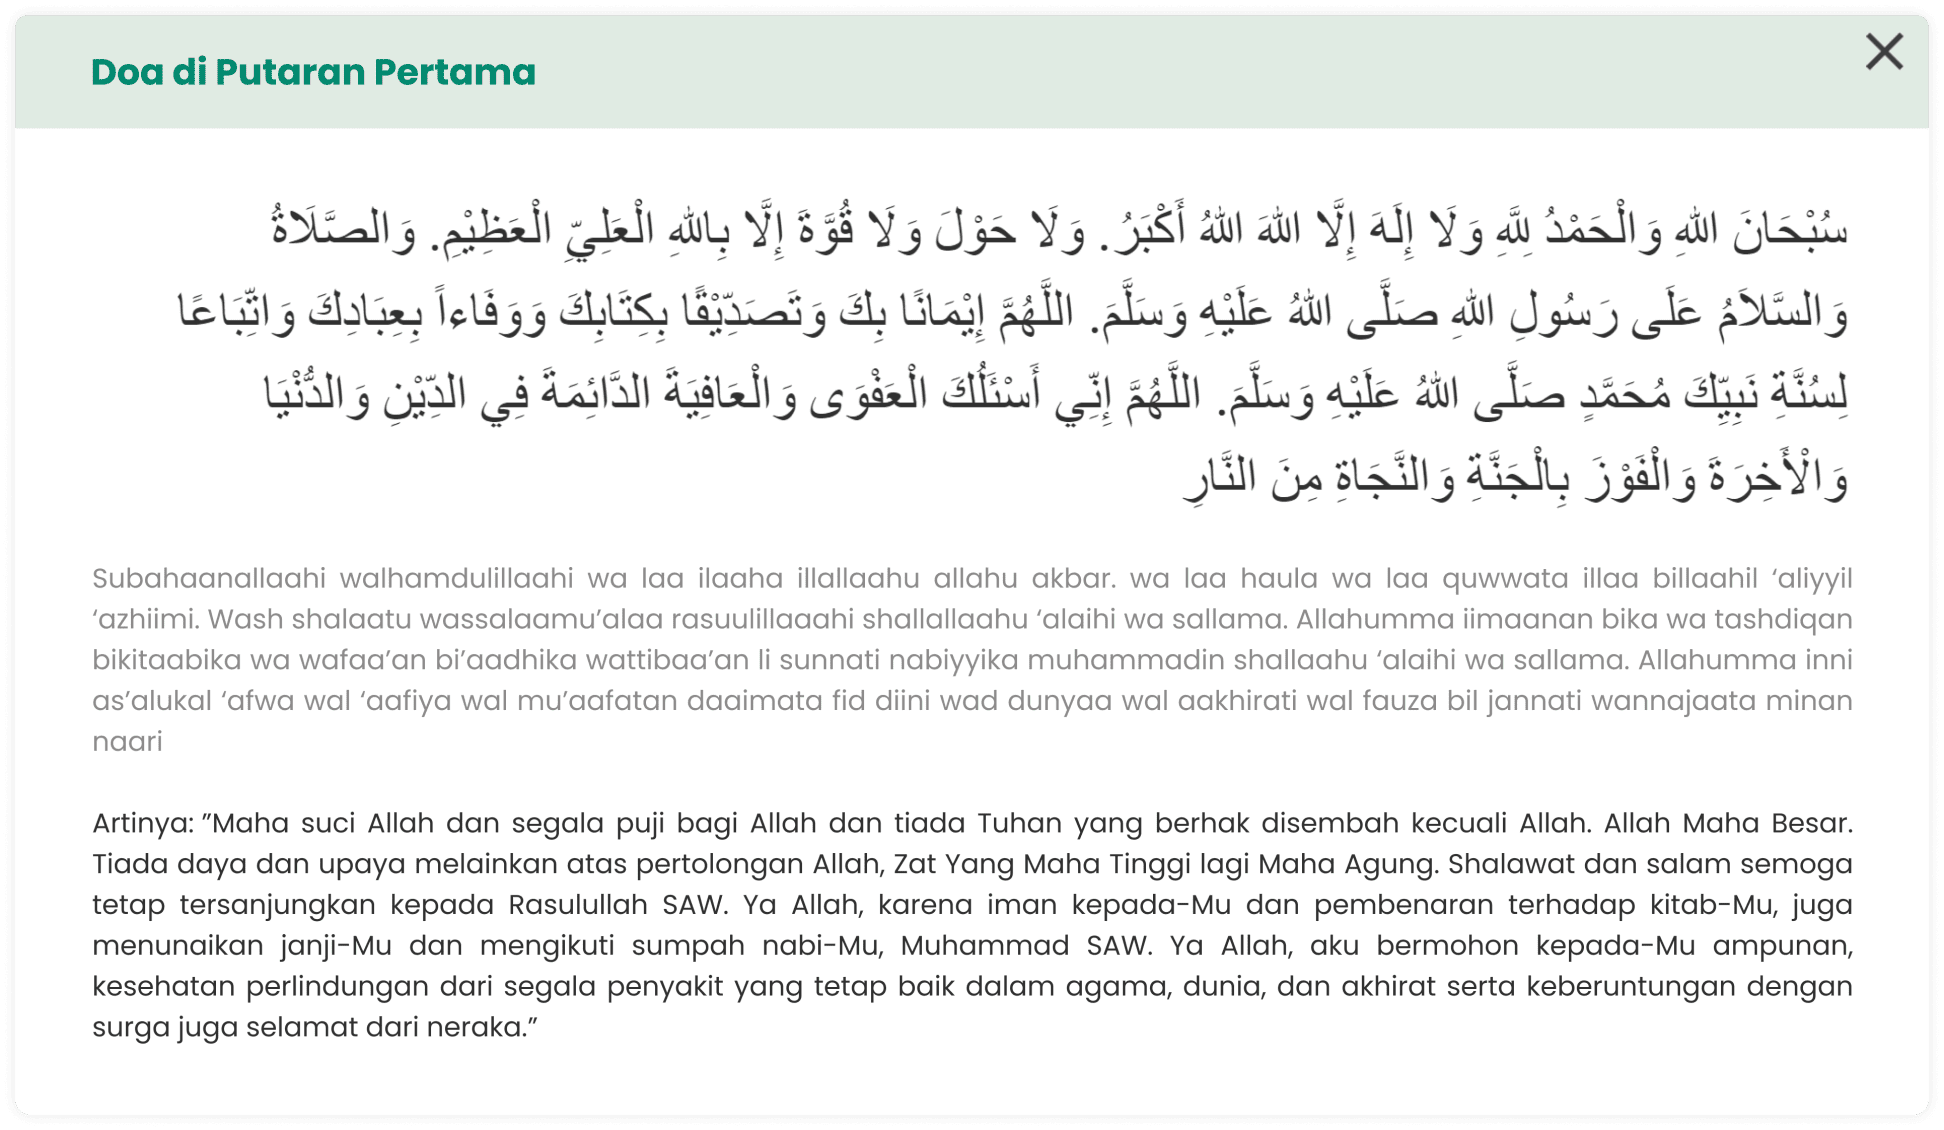 Doa di Putaran Pertama
سُبْحَانَ اللهِ وَالْحَمْدُ لِلَّهِ وَلَا إِلَهَ إِلَّا اللهَ اللهُ أَكْبَرُ. وَلَا حَوْلَ وَلَا قُوَّةَ إِلَّا بِاللهِ الْعَلِيِّ الْعَظِيْمِ. وَالصَّلَاةُ
وَالسَّلاَمُ عَلَى رَسُولِ اللهِ صَلَّى اللهُ عَلَيْهِ وَسَلَّمَ. اللَّهُمَّ إِيْمَانًا بِكَ وَتَصَدِّيْقًا بِكِتَابِكَ وَوَفَاءاً بِعِبَادِكَ وَاتِّبَاعًا
لِسُنَّةِ نَبِيِّكَ مُحَمَّدٍ صَلَّى اللهُ عَلَيْهِ وَسَلَّمَ. اللَّهُمَّ إِنِّي أَسْئَلُكَ الْعَفْوَى وَالْعَافِيَةَ الدَّائِمَةَ فِي الدِّيْنِ وَالدُّنْيَا
وَالْأَخِرَةَ وَالْفَوْزَ بِالْجَنَّةِ وَالنَّجَاةِ مِنَ النَّارِ
Subahaanallaahi walhamdulillaahi wa laa ilaaha illallaahu allahu akbar. wa laa haula wa laa quwwata illaa billaahil ‘aliyyil
‘azhiimi. Wash shalaatu wassalaamu’alaa rasuulillaaahi shallallaahu ‘alaihi wa sallama. Allahumma iimaanan bika wa tashdiqan
bikitaabika wa wafaa’an bi’aadhika wattibaa’an li sunnati nabiyyika muhammadin shallaahu ‘alaihi wa sallama. Allahumma inni
as’alukal ‘afwa wal ‘aafiya wal mu’aafatan daaimata fid diini wad dunyaa wal aakhirati wal fauza bil jannati wannajaata minan
naari
Artinya: ”Maha suci Allah dan segala puji bagi Allah dan tiada Tuhan yang berhak disembah kecuali Allah. Allah Maha Besar.
Tiada daya dan upaya melainkan atas pertolongan Allah, Zat Yang Maha Tinggi lagi Maha Agung. Shalawat dan salam semoga
tetap tersanjungkan kepada Rasulullah SAW. Ya Allah, karena iman kepada-Mu dan pembenaran terhadap kitab-Mu, juga
menunaikan janji-Mu dan mengikuti sumpah nabi-Mu, Muhammad SAW. Ya Allah, aku bermohon kepada-Mu ampunan,
kesehatan perlindungan dari segala penyakit yang tetap baik dalam agama, dunia, dan akhirat serta keberuntungan dengan
surga juga selamat dari neraka.”